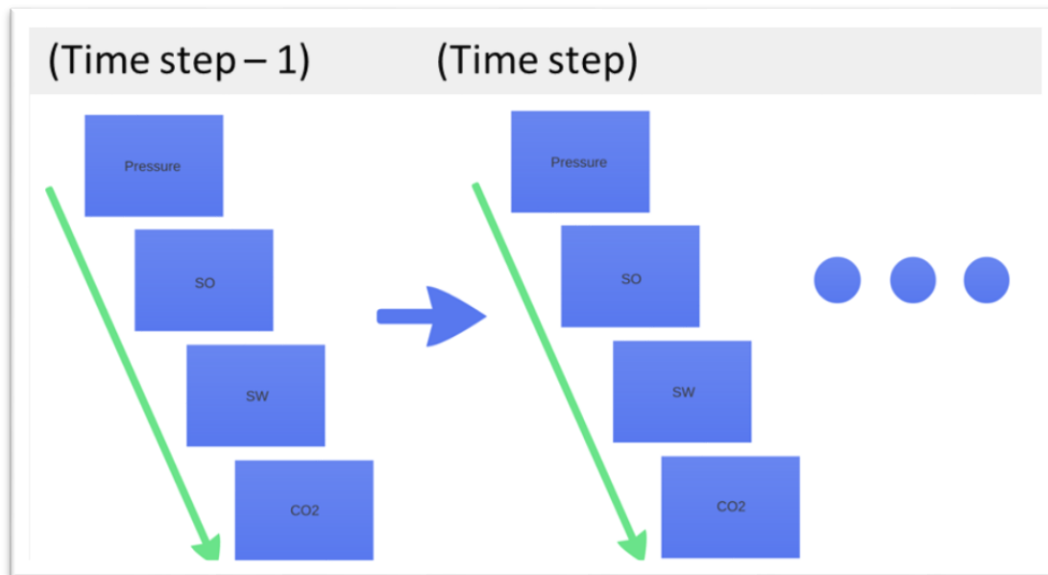 (Time step – 1)
(Time step)
Pressure
SO
SW
CO2
Pressure
SO
SW
CO2